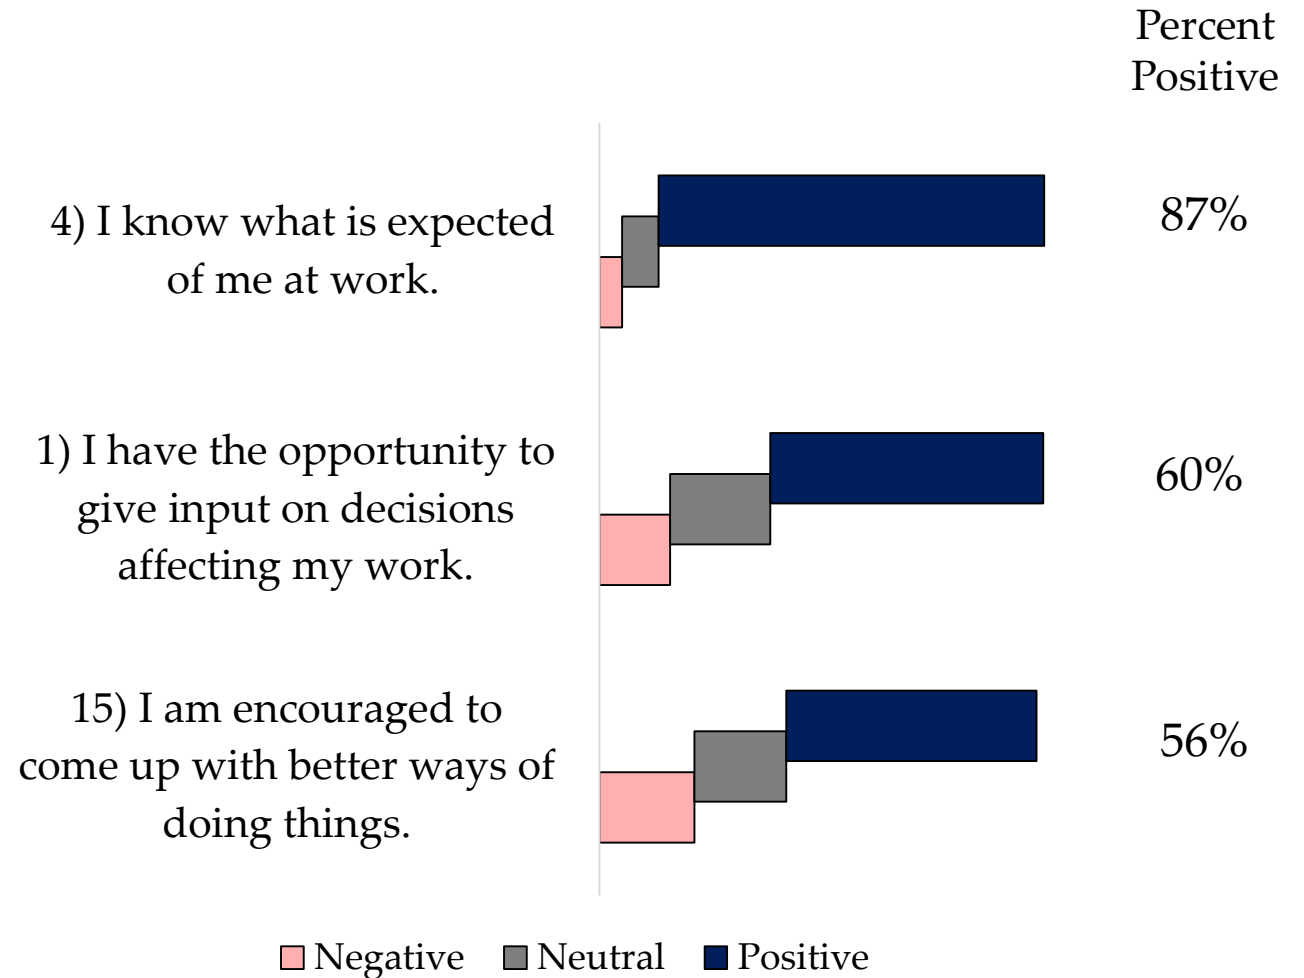 Percent
Positive
4) I know what is expected
of me at work.
87%
1) I have the opportunity to
give input on decisions
affecting my work.
60%
15) I am encouraged to
come up with better ways of
doing things.
56%
Negative Neutral Positive